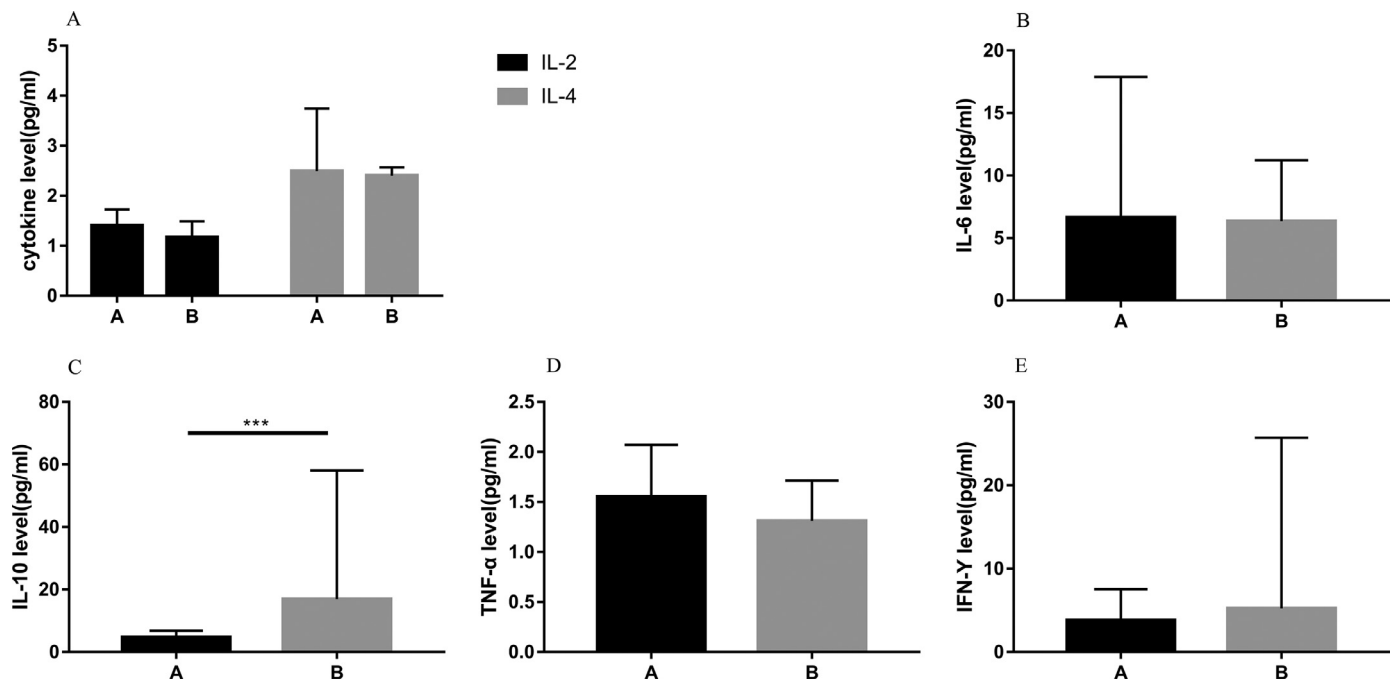 A
cytokine level(pg/ml)
5
4
3
2
1
0
A
B
A
B
IL-2
IL-4
B
IL-6 level(pg/ml)
20
15
10
5
0
A
B
C
IL-10 level(pg/ml)
80
60
40
20
0
***
A
B
D
TNF-α level(pg/ml)
2.5
2.0
1.5
1.0
0.5
0.0
A
B
E
IFN-Y level(pg/ml)
30
20
10
0
A
B